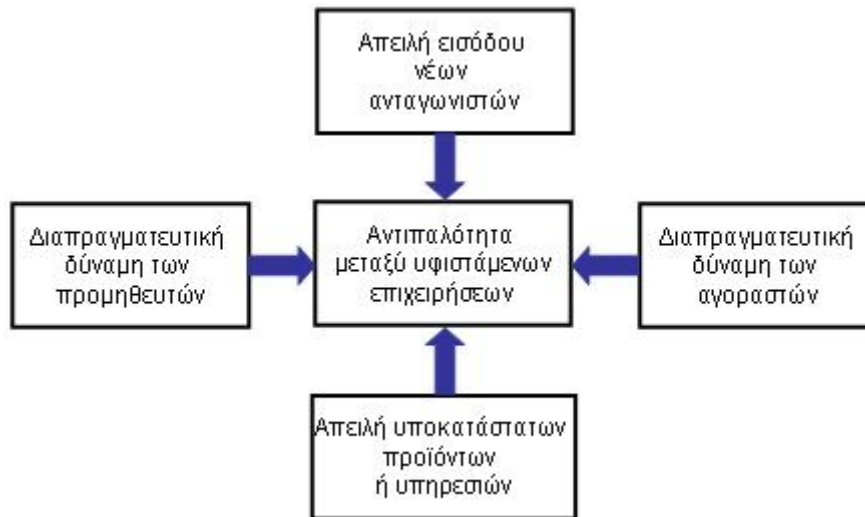 Απειλή εισόδου
νέων
ανταγωνιστών
Διαπραγματευτική
δύναμη των
προμηθευτών
Αντιπαλότητα
μεταξύ υφιστάμενων
επιχειρήσεων
Διαπραγματευτική
δύναμη των
αγοραστών
Απειλή υποκατάστατων
προϊόντων
ή υπηρεσιών